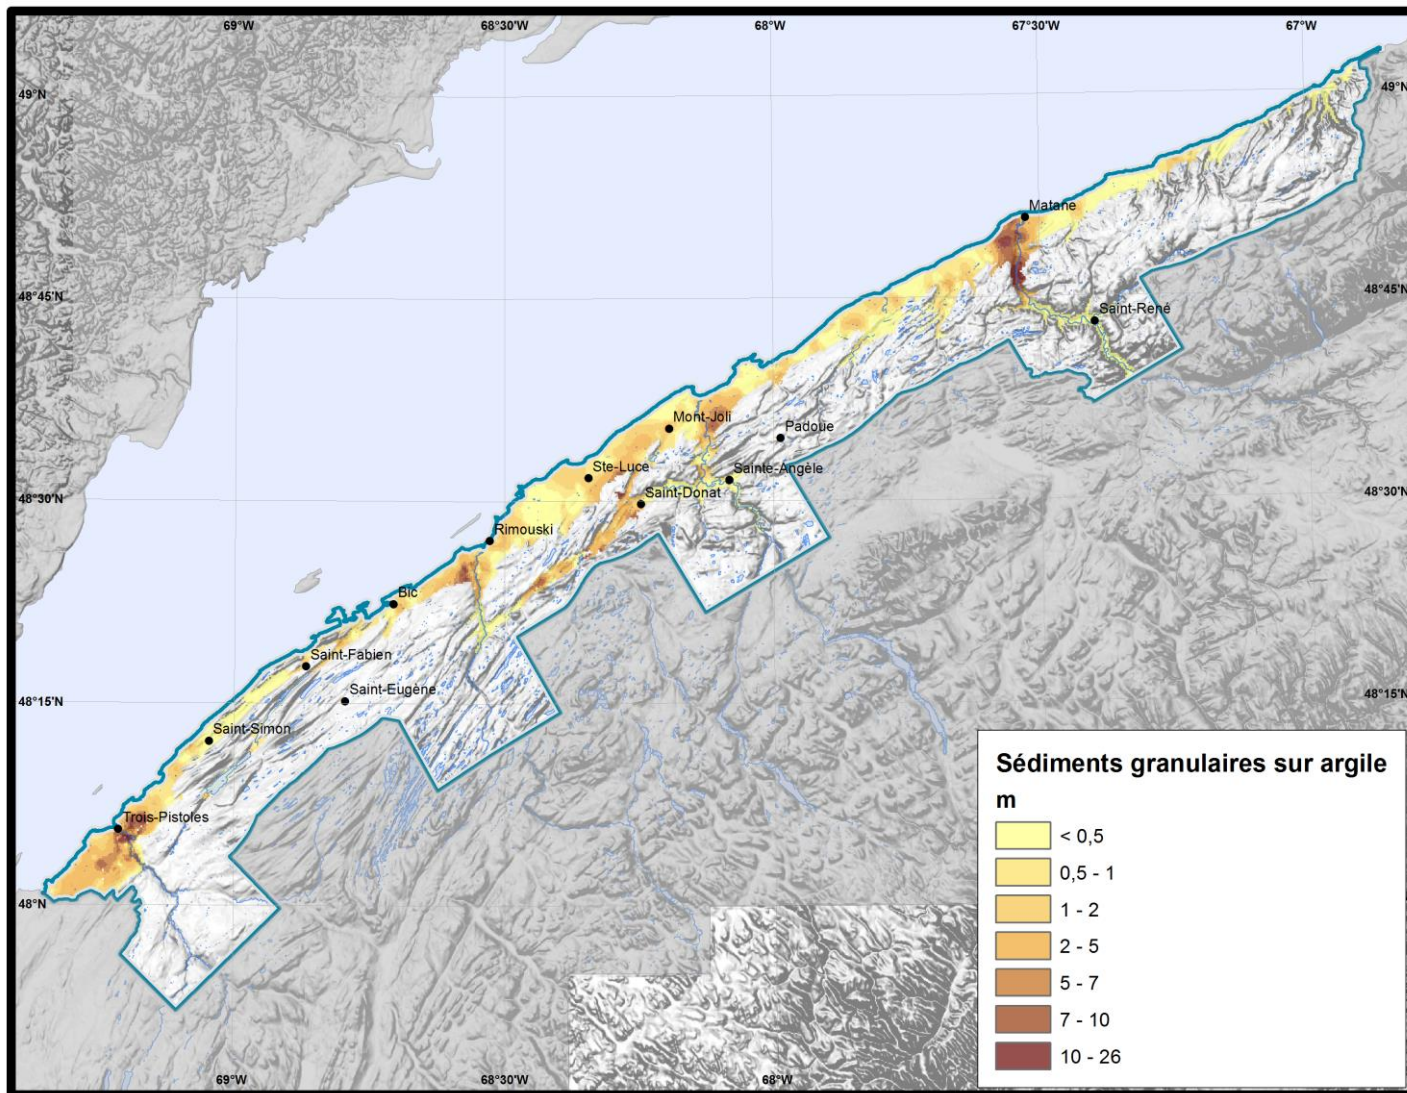 69°W
68°30'W
68°W
67°30'W
67°W
49°N
49°N
Matane
48°45'N
48°45'N
Saint-René
Mont-Joli
Padoue
Ste-Luce
Sainte-Angèle
48°30'N
Saint-Donat
48°30'N
Rimouski
Bic
Saint-Fabien
Saint-Eugène
48°15'N
48°15'N
Saint-Simon
Trois-Pistoles
48°N
Sédiments granulaires sur argile
m
< 0,5
0,5 - 1
1 - 2
2 - 5
5 - 7
7 - 10
10 - 26
69°W
68°30'W
68°W